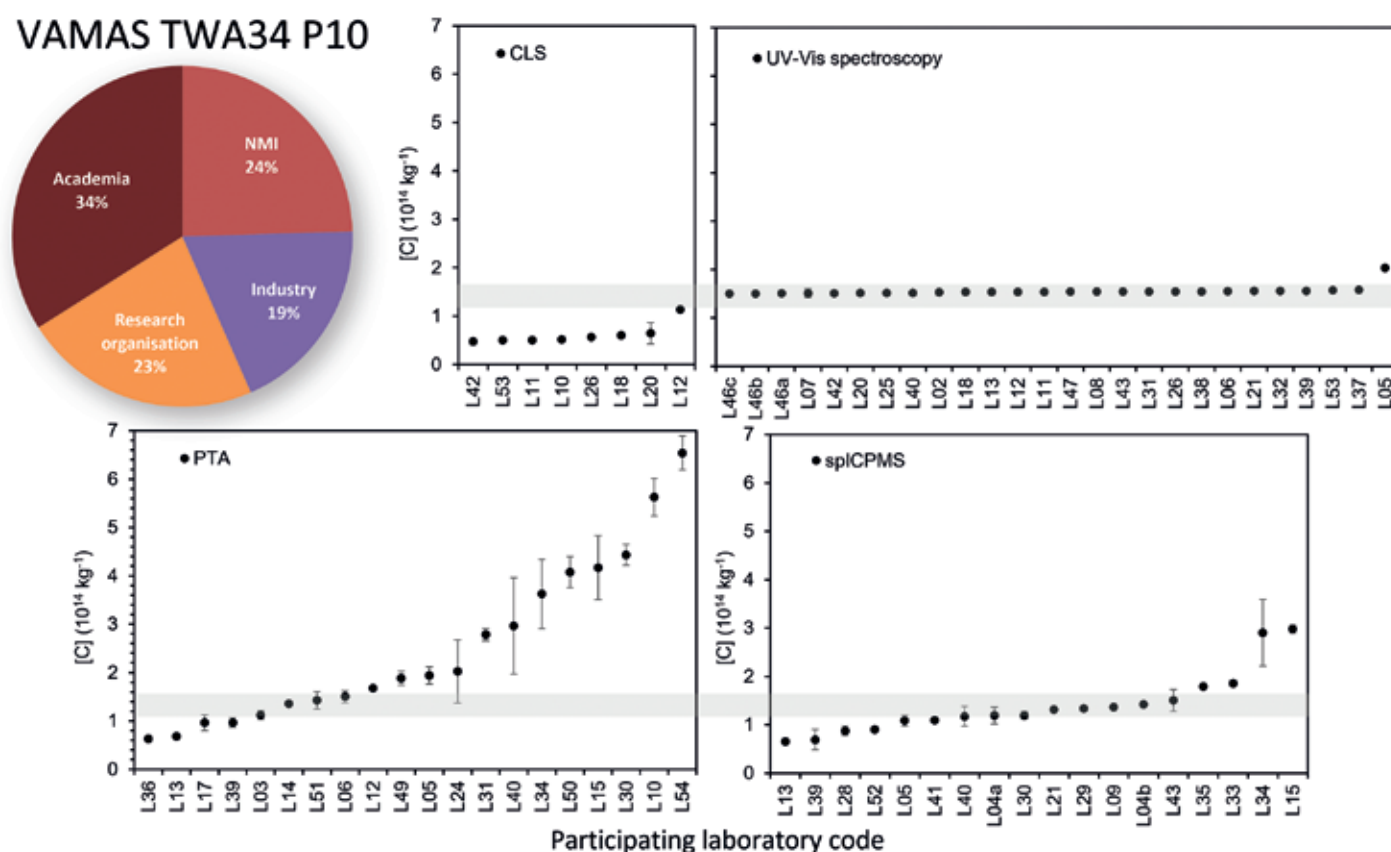 VAMAS TWA34 P10
NMI
24%
Academia
34%
Industry
19%
Research
organisation
23%
CLS
[C] (10¹⁴ kg⁻¹)
7
6
5
4
3
2
1
0
L42 L53 L11 L10 L26 L18 L20 L12
UV-Vis spectroscopy
L46c L46b L46a L07 L42 L20 L25 L40 L02 L18 L13 L12 L11 L47 L08 L43 L31 L26 L38 L06 L21 L32 L39 L53 L37 L05
PTA
[C] (10¹⁴ kg⁻¹)
7
6
5
4
3
2
1
0
L36 L13 L17 L39 L03 L14 L51 L06 L12 L49 L05 L24 L31 L40 L34 L50 L15 L30 L10 L54
spICPMS
[C] (10¹⁴ kg⁻¹)
7
6
5
4
3
2
1
0
L13 L39 L28 L52 L05 L41 L40 L04a L30 L21 L29 L09 L04b L43 L35 L33 L34 L15
Participating laboratory code